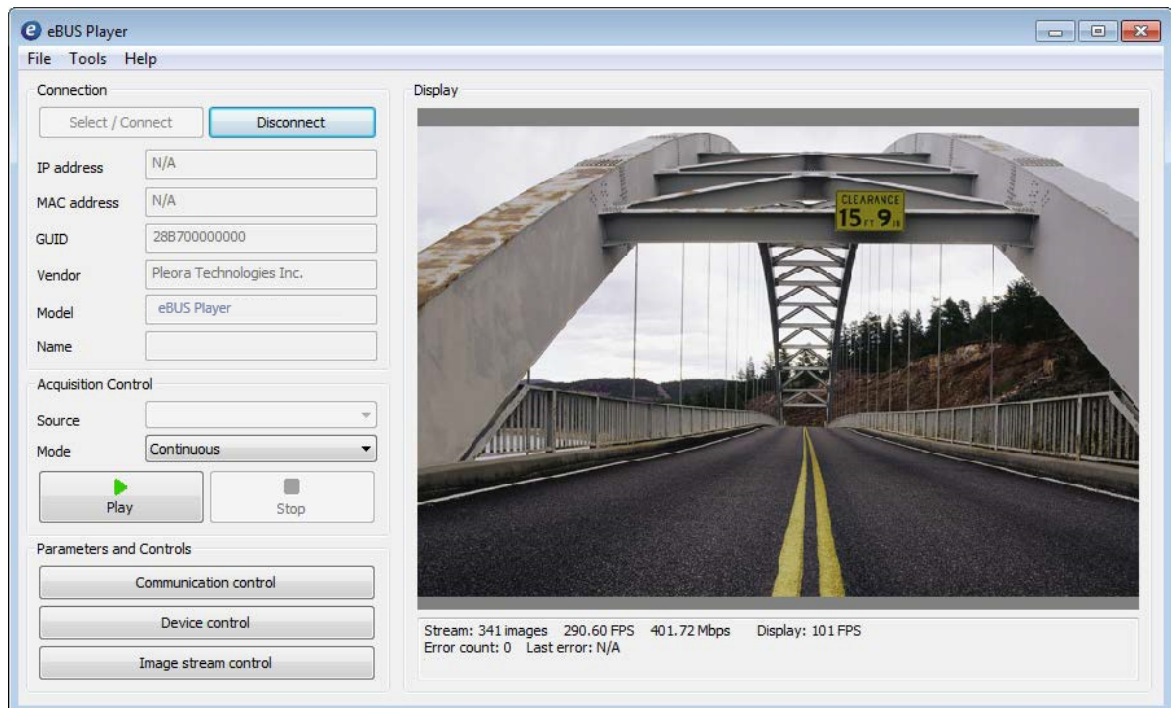 eBUS Player
File Tools Help
Connection
Select / Connect Disconnect
IP address N/A
MAC address N/A
GUID 28B700000000
Vendor Pleora Technologies Inc.
Model eBUS Player
Name
Acquisition Control
Source
Mode Continuous
Play Stop
Parameters and Controls
Communication control
Device control
Image stream control
Display
CLEARANCE
15 FT 9 IN
Stream: 341 images 290.60 FPS 401.72 Mbps Display: 101 FPS
Error count: 0 Last error: N/A